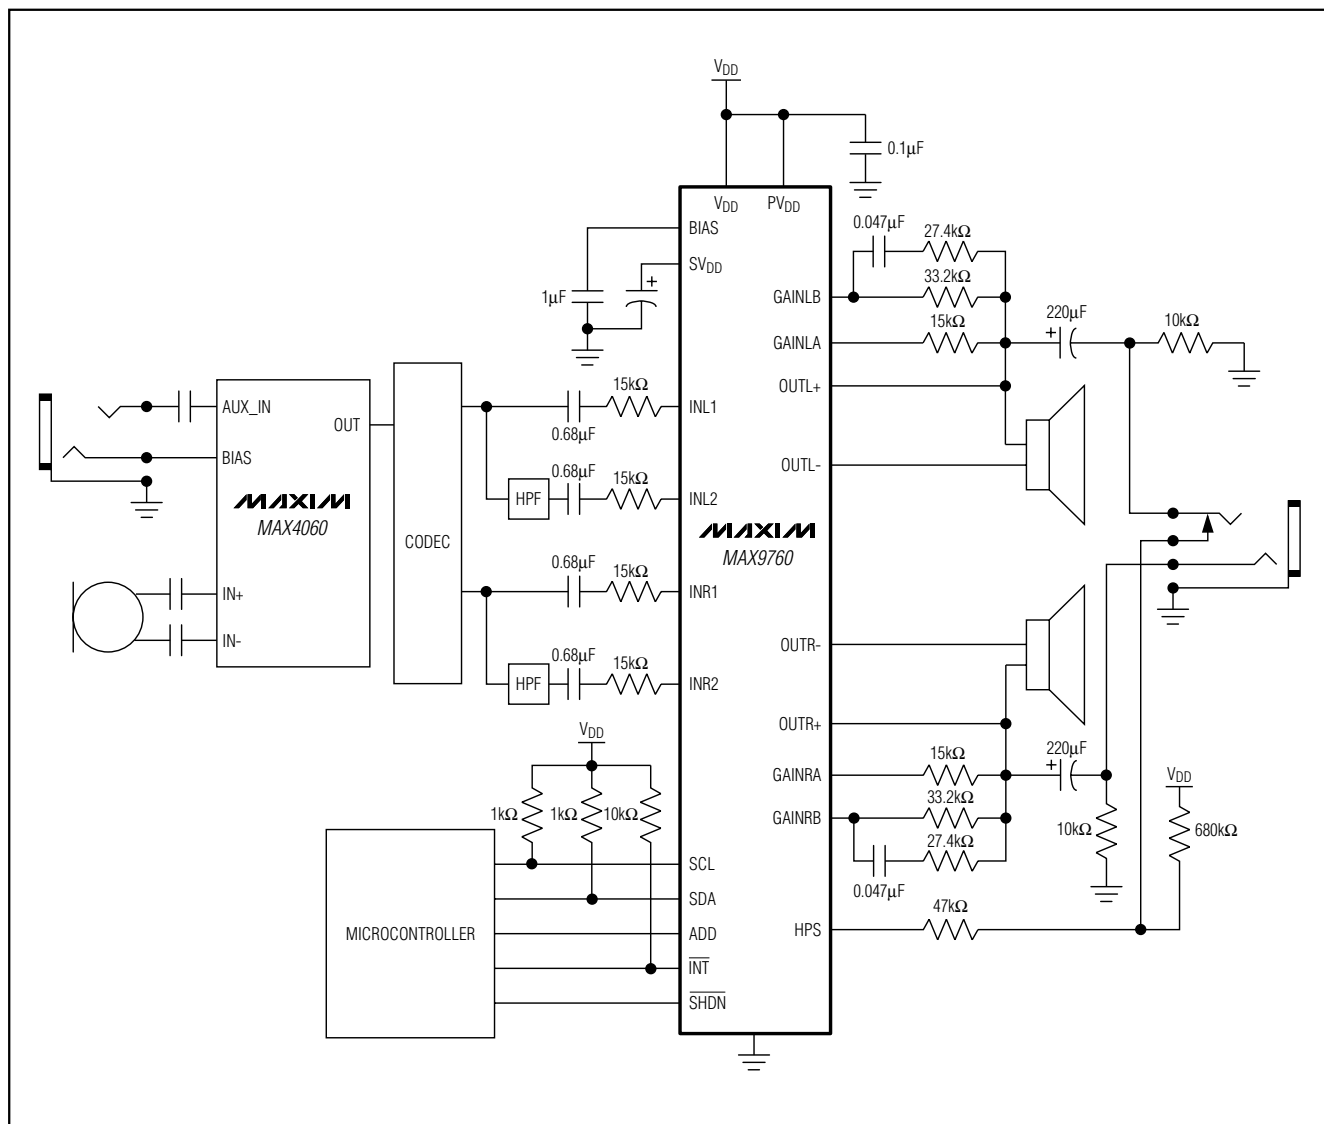 VDD
0.1µF
VDD
PVDD
BIAS
SVDD
1µF
+
0.047µF
27.4kΩ
33.2kΩ
GAINLB
15kΩ
GAINLA
220µF
+
10kΩ
OUTL+
OUTL-
AUX_IN
OUT
BIAS
MAXIM
MAX4060
IN+
IN-
CODEC
15kΩ
0.68µF
INL1
HPF
0.68µF
15kΩ
INL2
MAXIM
MAX9760
0.68µF
15kΩ
INR1
HPF
0.68µF
15kΩ
INR2
OUTR-
OUTR+
15kΩ
GAINRA
220µF
+
33.2kΩ
GAINRB
27.4kΩ
0.047µF
10kΩ
VDD
680kΩ
47kΩ
HPS
VDD
1kΩ
1kΩ
10kΩ
MICROCONTROLLER
SCL
SDA
ADD
INT
SHDN